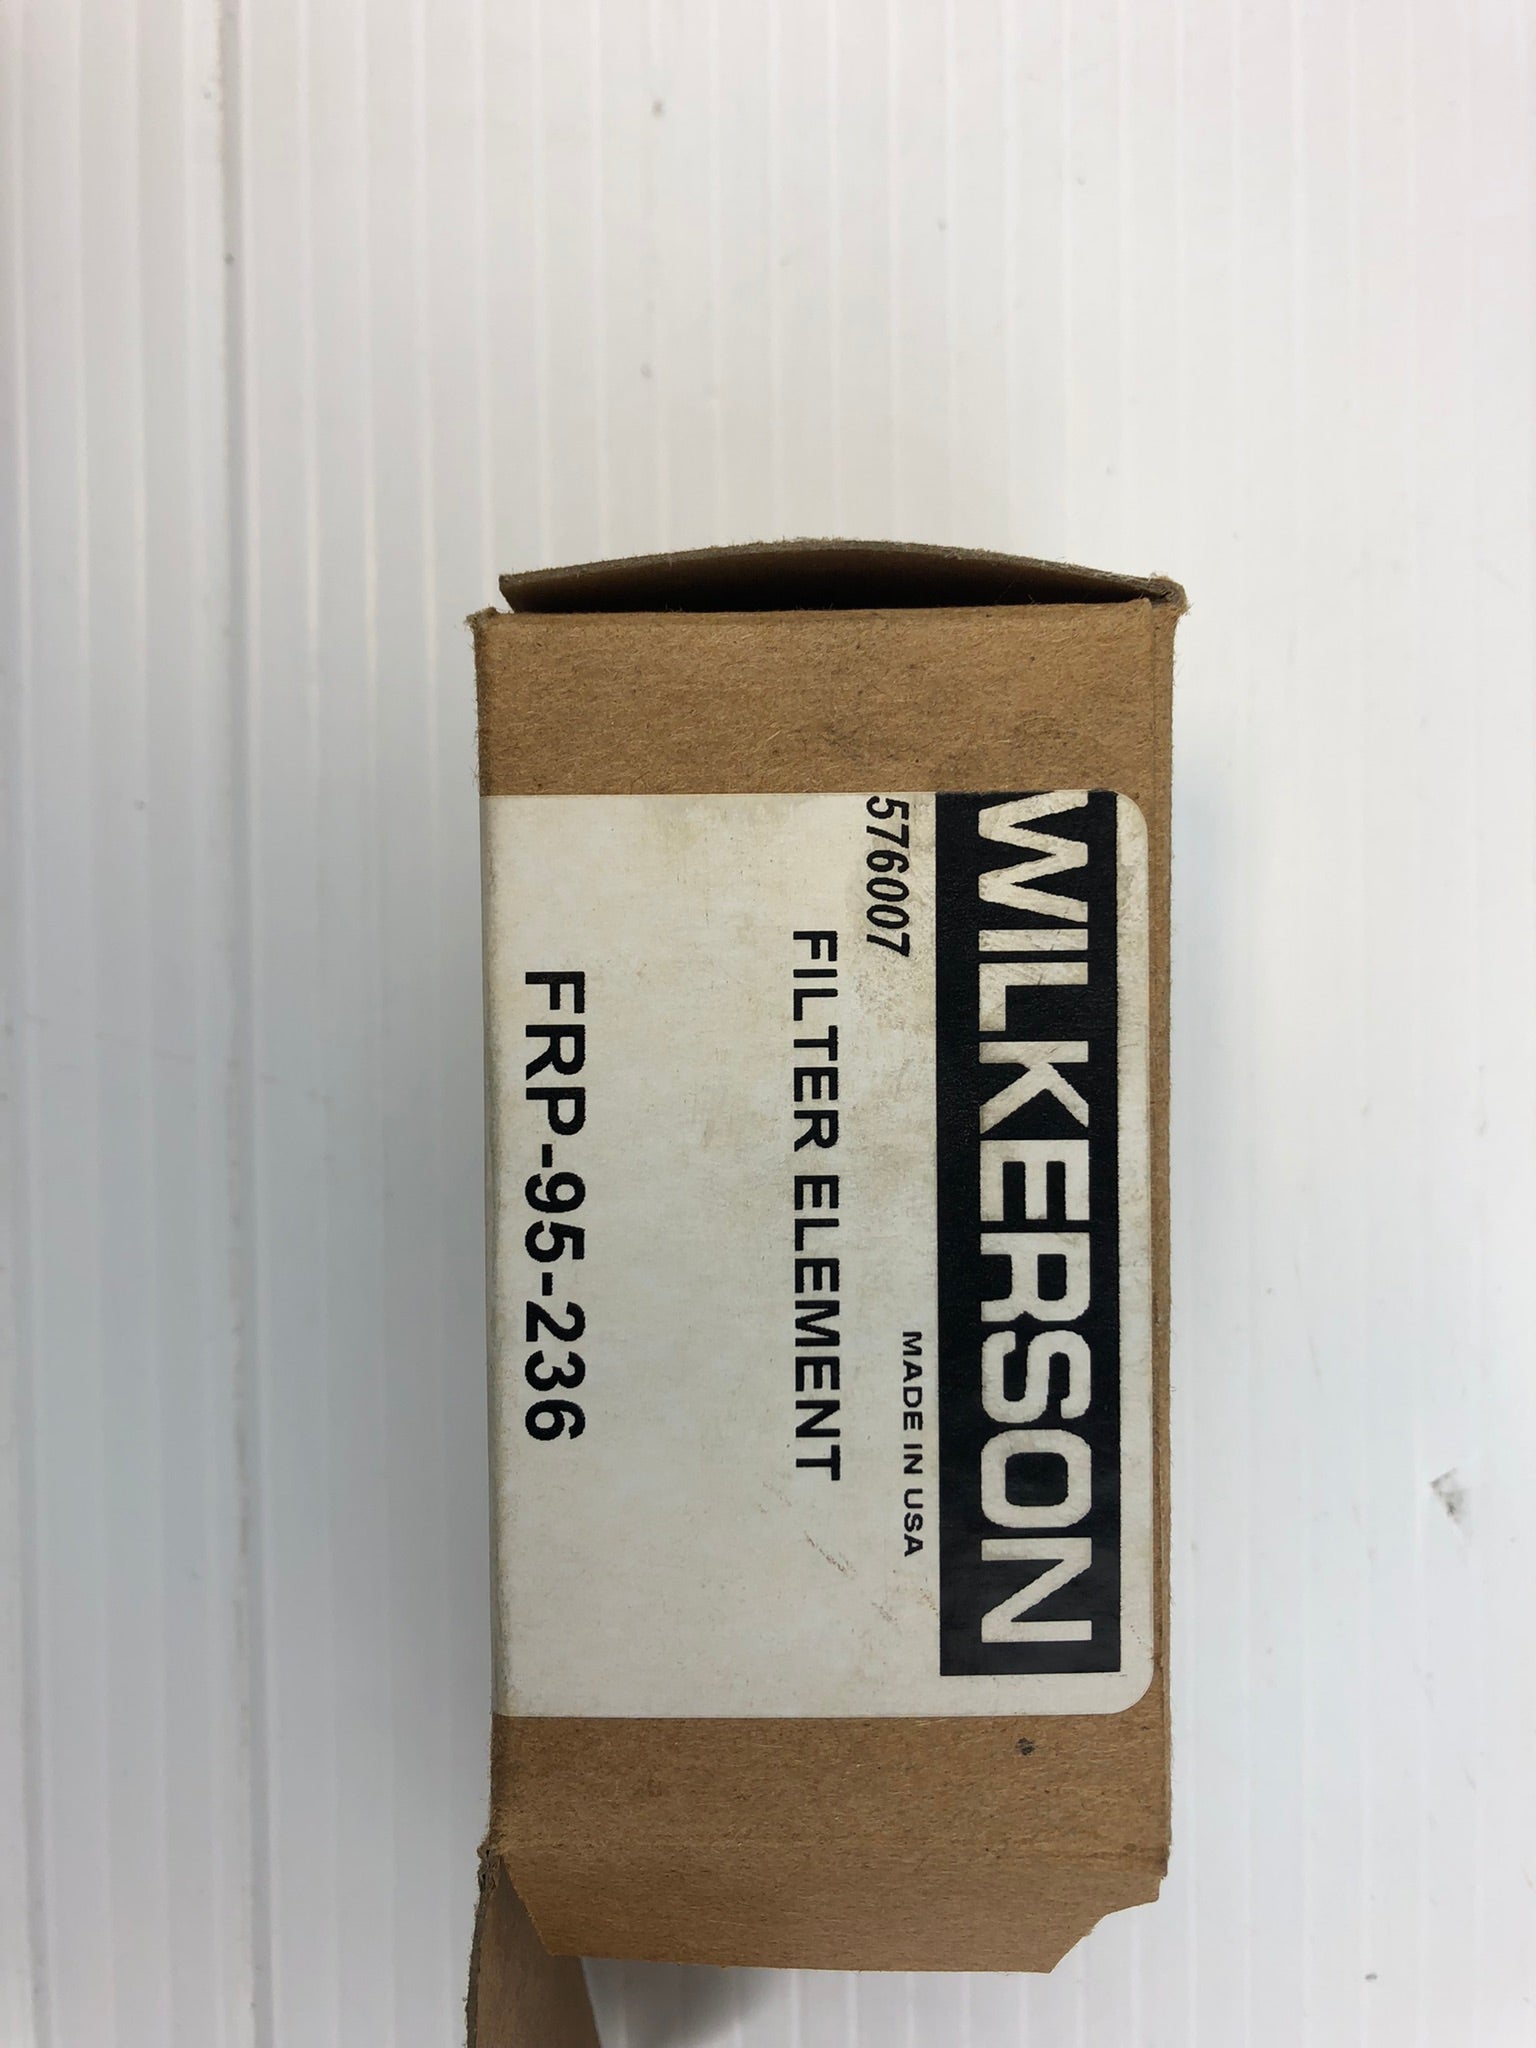 WILKERSON
576007
MADE IN USA
FILTER ELEMENT
FRP-95-236